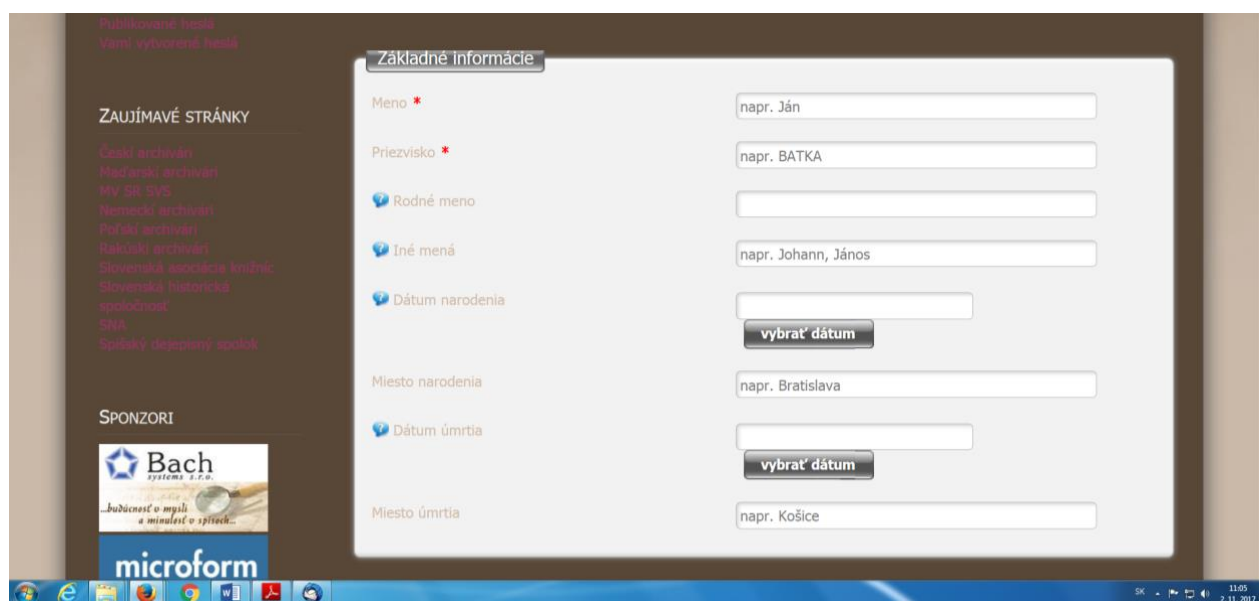 Publikované heslá
Vami vytvorené heslá
ZAUJÍMAVÉ STRÁNKY
Českí archivári
Maďarskí archivári
MV SR SVS
Nemeckí archivári
Poľskí archivári
Rakúski archivári
Slovenská asociácia knižníc
Slovenská historická
spoločnosť
SNA
Spišský dejepisný spolok
SPONZORI
Bach
systems s.r.o.
...budúcnosť v mysli
a minulosť v spisoch...
microform
Základné informácie
Meno *
napr. Ján
Priezvisko *
napr. BATKA
Rodné meno
Iné mená
napr. Johann, János
Dátum narodenia
vybrať dátum
Miesto narodenia
napr. Bratislava
Dátum úmrtia
vybrať dátum
Miesto úmrtia
napr. Košice
SK
11:05
2. 11. 2017